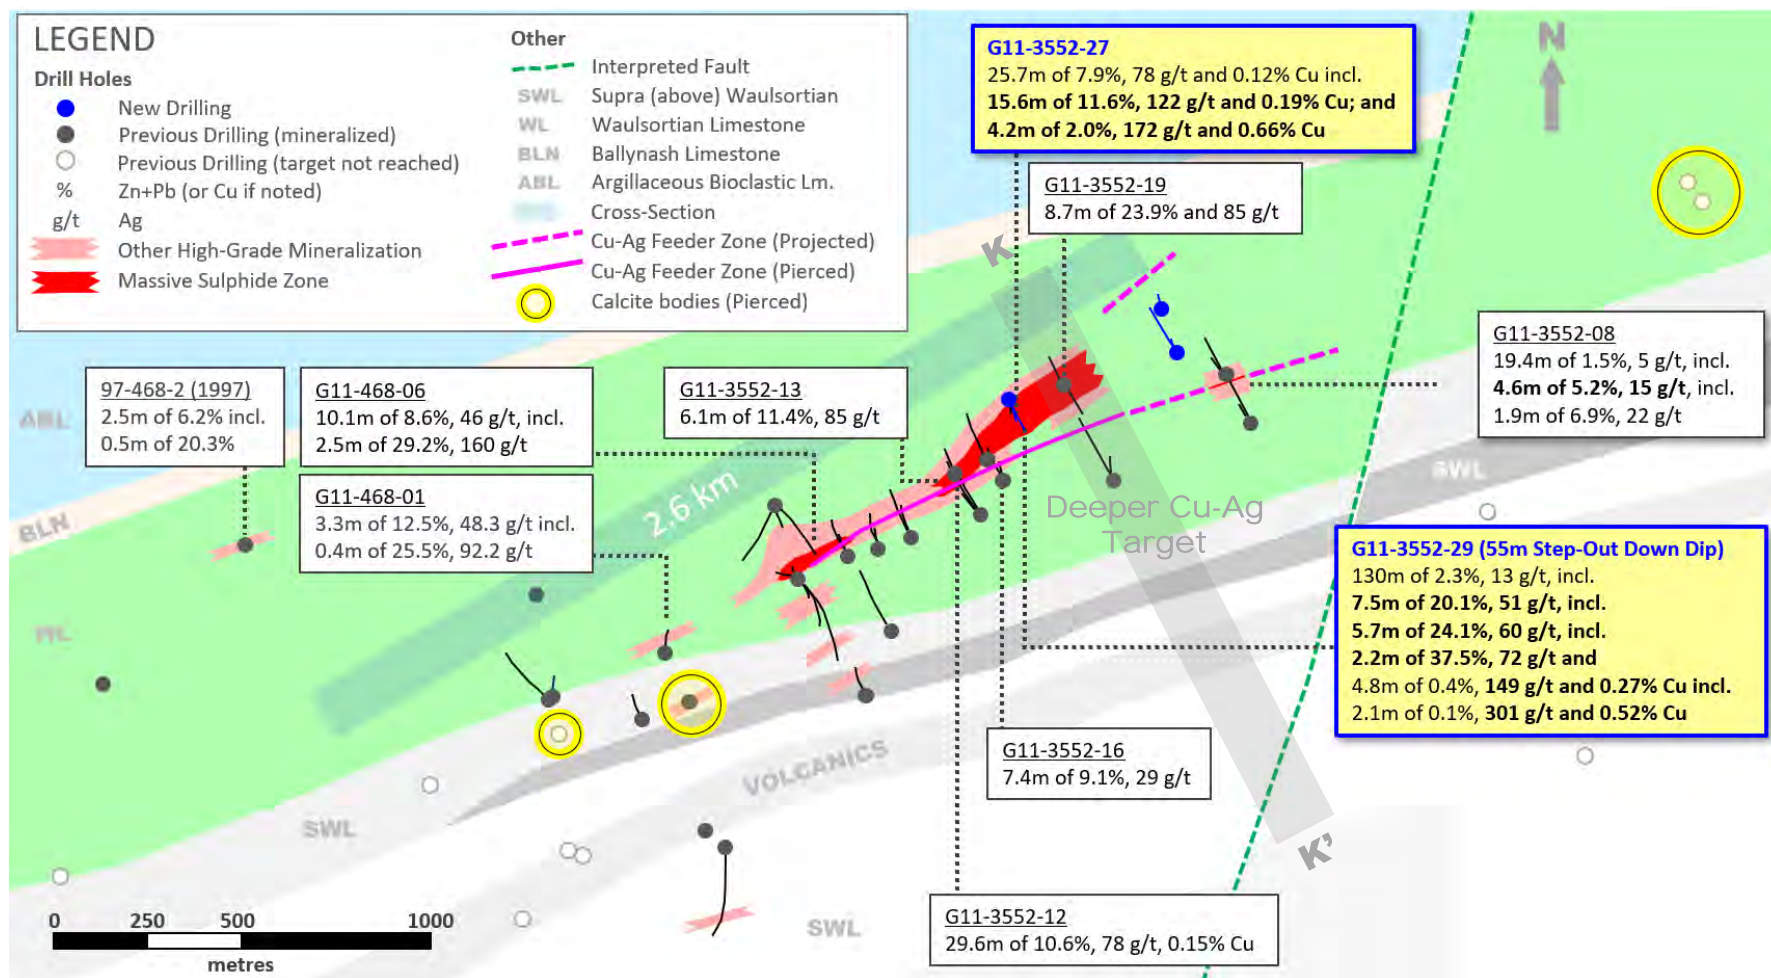 LEGEND
Drill Holes
New Drilling
Previous Drilling (mineralized)
Previous Drilling (target not reached)
% Zn+Pb (or Cu if noted)
g/t Ag
Other High-Grade Mineralization
Massive Sulphide Zone
Other
Interpreted Fault
SWL Supra (above) Waulsortian
WL Waulsortian Limestone
BLN Ballynash Limestone
ABL Argillaceous Bioclastic Lm.
Cross-Section
Cu-Ag Feeder Zone (Projected)
Cu-Ag Feeder Zone (Pierced)
Calcite bodies (Pierced)
G11-3552-27
25.7m of 7.9%, 78 g/t and 0.12% Cu incl.
15.6m of 11.6%, 122 g/t and 0.19% Cu; and
4.2m of 2.0%, 172 g/t and 0.66% Cu
N
G11-3552-19
8.7m of 23.9% and 85 g/t
K
G11-3552-08
19.4m of 1.5%, 5 g/t, incl.
4.6m of 5.2%, 15 g/t, incl.
1.9m of 6.9%, 22 g/t
97-468-2 (1997)
2.5m of 6.2% incl.
0.5m of 20.3%
G11-468-06
10.1m of 8.6%, 46 g/t, incl.
2.5m of 29.2%, 160 g/t
G11-3552-13
6.1m of 11.4%, 85 g/t
ABL
G11-468-01
3.3m of 12.5%, 48.3 g/t incl.
0.4m of 25.5%, 92.2 g/t
2.6 km
BLN
SWL
Deeper Cu-Ag
Target
G11-3552-29 (55m Step-Out Down Dip)
130m of 2.3%, 13 g/t, incl.
7.5m of 20.1%, 51 g/t, incl.
5.7m of 24.1%, 60 g/t, incl.
2.2m of 37.5%, 72 g/t and
4.8m of 0.4%, 149 g/t and 0.27% Cu incl.
2.1m of 0.1%, 301 g/t and 0.52% Cu
WL
G11-3552-16
7.4m of 9.1%, 29 g/t
VOLCANICS
SWL
K'
G11-3552-12
29.6m of 10.6%, 78 g/t, 0.15% Cu
SWL
0 250 500 1000
metres